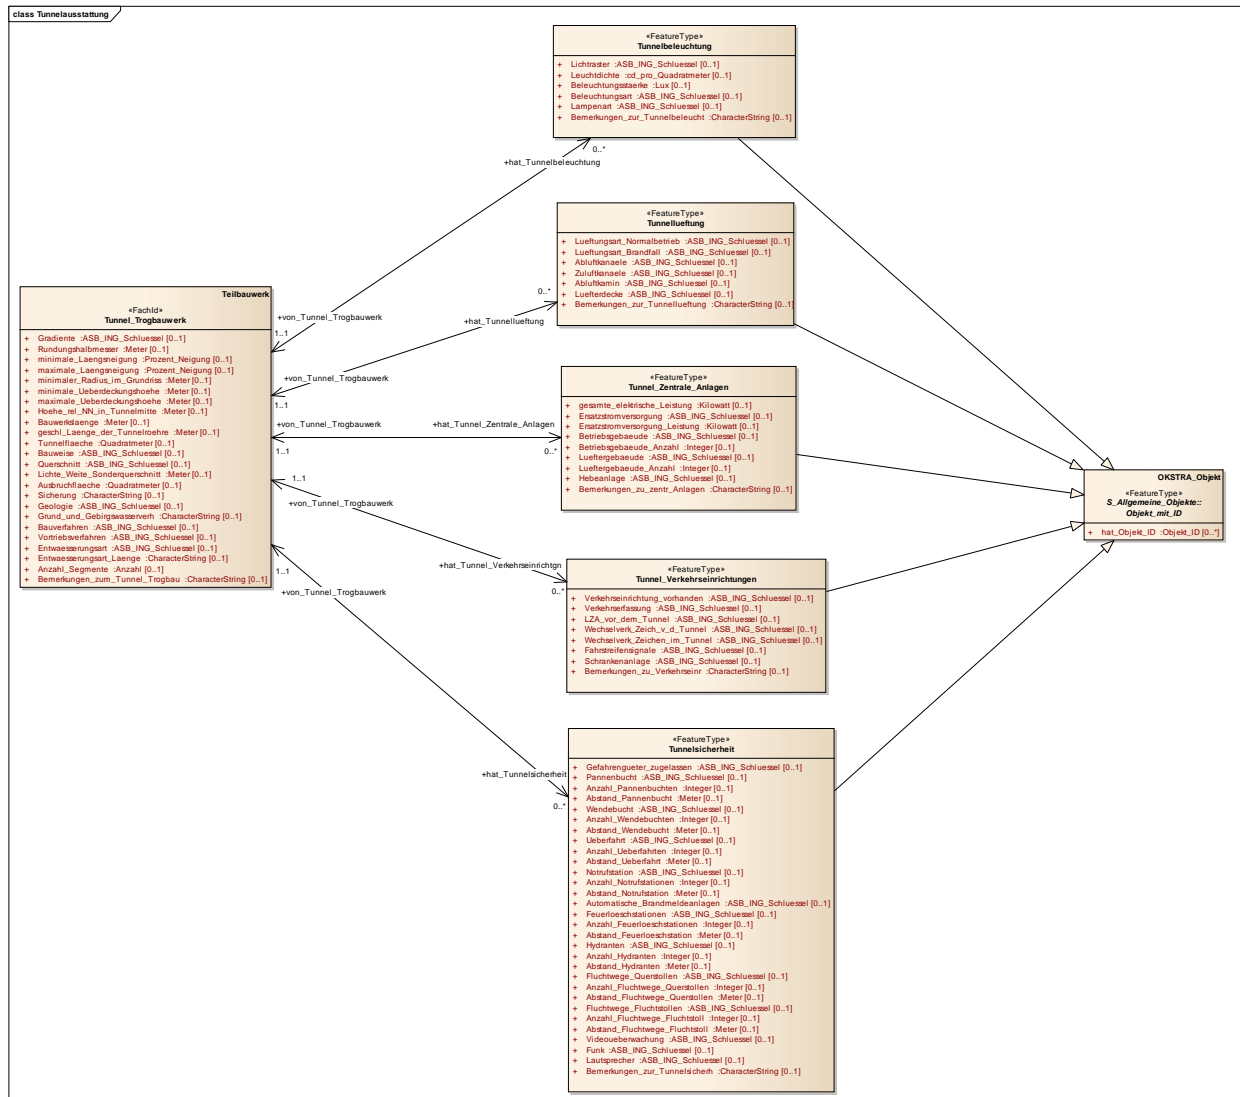 class Tunnelausstattung
«FeatureType»
Tunnelbeleuchtung
+ Lichtraster :ASB_ING_Schluessel [0..1]
+ Leuchtdichte :cd_pro_Quadratmeter [0..1]
+ Beleuchtungsstaerke :Lux [0..1]
+ Beleuchtungsart :ASB_ING_Schluessel [0..1]
+ Lampenart :ASB_ING_Schluessel [0..1]
+ Bemerkungen_zur_Tunnelbeleucht :CharacterString [0..1]
0..*
+hat_Tunnelbeleuchtung
«FeatureType»
Tunnellueftung
+ Lueftungsart_Normalbetrieb :ASB_ING_Schluessel [0..1]
+ Lueftungsart_Brandfall :ASB_ING_Schluessel [0..1]
+ Abluftkanaele :ASB_ING_Schluessel [0..1]
+ Zuluftkanaele :ASB_ING_Schluessel [0..1]
+ Abluftkamin :ASB_ING_Schluessel [0..1]
+ Luefterdecke :ASB_ING_Schluessel [0..1]
+ Bemerkungen_zur_Tunnellueftung :CharacterString [0..1]
0..*
+hat_Tunnellueftung
Teilbauwerk
«FachId»
Tunnel_Trogbauwerk
+ Gradiente :ASB_ING_Schluessel [0..1]
+ Rundungshalbmesser :Meter [0..1]
+ minimale_Laengsneigung :Prozent_Neigung [0..1]
+ maximale_Laengsneigung :Prozent_Neigung [0..1]
+ minimaler_Radius_im_Grundriss :Meter [0..1]
+ minimale_Ueberdeckungshoehe :Meter [0..1]
+ maximale_Ueberdeckungshoehe :Meter [0..1]
+ Hoehe_rel_NN_in_Tunnelmitte :Meter [0..1]
+ Bauwerkslaenge :Meter [0..1]
+ geschl_Laenge_der_Tunnelroehre :Meter [0..1]
+ Tunnelflaeche :Quadratmeter [0..1]
+ Bauweise :ASB_ING_Schluessel [0..1]
+ Querschnitt :ASB_ING_Schluessel [0..1]
+ Lichte_Weite_Sonderquerschnitt :Meter [0..1]
+ Ausbruchflaeche :Quadratmeter [0..1]
+ Sicherung :CharacterString [0..1]
+ Geologie :ASB_ING_Schluessel [0..1]
+ Grund_und_Gebirgswasserverh :CharacterString [0..1]
+ Bauverfahren :ASB_ING_Schluessel [0..1]
+ Vortriebsverfahren :ASB_ING_Schluessel [0..1]
+ Entwaesserungsart :ASB_ING_Schluessel [0..1]
+ Entwaesserungsart_Laenge :CharacterString [0..1]
+ Anzahl_Segmente :Anzahl [0..1]
+ Bemerkungen_zum_Tunnel_Trogbau :CharacterString [0..1]
+von_Tunnel_Trogbauwerk
1..1
+von_Tunnel_Trogbauwerk
1..1
+von_Tunnel_Trogbauwerk
1..1
1..1
+von_Tunnel_Trogbauwerk
1..1
+von_Tunnel_Trogbauwerk
+hat_Tunnel_Zentrale_Anlagen
0..*
«FeatureType»
Tunnel_Zentrale_Anlagen
+ gesamte_elektrische_Leistung :Kilowatt [0..1]
+ Ersatzstromversorgung :ASB_ING_Schluessel [0..1]
+ Ersatzstromversorgung_Leistung :Kilowatt [0..1]
+ Betriebsgebaeude :ASB_ING_Schluessel [0..1]
+ Betriebsgebaeude_Anzahl :Integer [0..1]
+ Lueftergebaeude :ASB_ING_Schluessel [0..1]
+ Lueftergebaeude_Anzahl :Integer [0..1]
+ Hebeanlage :ASB_ING_Schluessel [0..1]
+ Bemerkungen_zu_zentr_Anlagen :CharacterString [0..1]
OKSTRA_Objekt
«FeatureType»
S_Allgemeine_Objekte::
Objekt_mit_ID
+ hat_Objekt_ID :Objekt_ID [0..*]
+hat_Tunnel_Verkehrseinrichtgn
0..*
«FeatureType»
Tunnel_Verkehrseinrichtungen
+ Verkehrseinrichtung_vorhanden :ASB_ING_Schluessel [0..1]
+ Verkehrserfassung :ASB_ING_Schluessel [0..1]
+ LZA_vor_dem_Tunnel :ASB_ING_Schluessel [0..1]
+ Wechselverk_Zeich_v_d_Tunnel :ASB_ING_Schluessel [0..1]
+ Wechselverk_Zeichen_im_Tunnel :ASB_ING_Schluessel [0..1]
+ Fahrstreifensignale :ASB_ING_Schluessel [0..1]
+ Schrankenanlage :ASB_ING_Schluessel [0..1]
+ Bemerkungen_zu_Verkehrseinr :CharacterString [0..1]
+hat_Tunnelsicherheit
0..*
«FeatureType»
Tunnelsicherheit
+ Gefahrengueter_zugelassen :ASB_ING_Schluessel [0..1]
+ Pannenbucht :ASB_ING_Schluessel [0..1]
+ Anzahl_Pannenbuchten :Integer [0..1]
+ Abstand_Pannenbucht :Meter [0..1]
+ Wendebucht :ASB_ING_Schluessel [0..1]
+ Anzahl_Wendebuchten :Integer [0..1]
+ Abstand_Wendebucht :Meter [0..1]
+ Ueberfahrt :ASB_ING_Schluessel [0..1]
+ Anzahl_Ueberfahrten :Integer [0..1]
+ Abstand_Ueberfahrt :Meter [0..1]
+ Notrufstation :ASB_ING_Schluessel [0..1]
+ Anzahl_Notrufstationen :Integer [0..1]
+ Abstand_Notrufstation :Meter [0..1]
+ Automatische_Brandmeldeanlagen :ASB_ING_Schluessel [0..1]
+ Feuerloeschstationen :ASB_ING_Schluessel [0..1]
+ Anzahl_Feuerloeschstationen :Integer [0..1]
+ Abstand_Feuerloeschstation :Meter [0..1]
+ Hydranten :ASB_ING_Schluessel [0..1]
+ Anzahl_Hydranten :Integer [0..1]
+ Abstand_Hydranten :Meter [0..1]
+ Fluchtwege_Querstollen :ASB_ING_Schluessel [0..1]
+ Anzahl_Fluchtwege_Querstollen :Integer [0..1]
+ Abstand_Fluchtwege_Querstollen :Meter [0..1]
+ Fluchtwege_Fluchtstollen :ASB_ING_Schluessel [0..1]
+ Anzahl_Fluchtwege_Fluchtstoll :Integer [0..1]
+ Abstand_Fluchtwege_Fluchtstoll :Meter [0..1]
+ Videoueberwachung :ASB_ING_Schluessel [0..1]
+ Funk :ASB_ING_Schluessel [0..1]
+ Lautsprecher :ASB_ING_Schluessel [0..1]
+ Bemerkungen_zur_Tunnelsicherh :CharacterString [0..1]